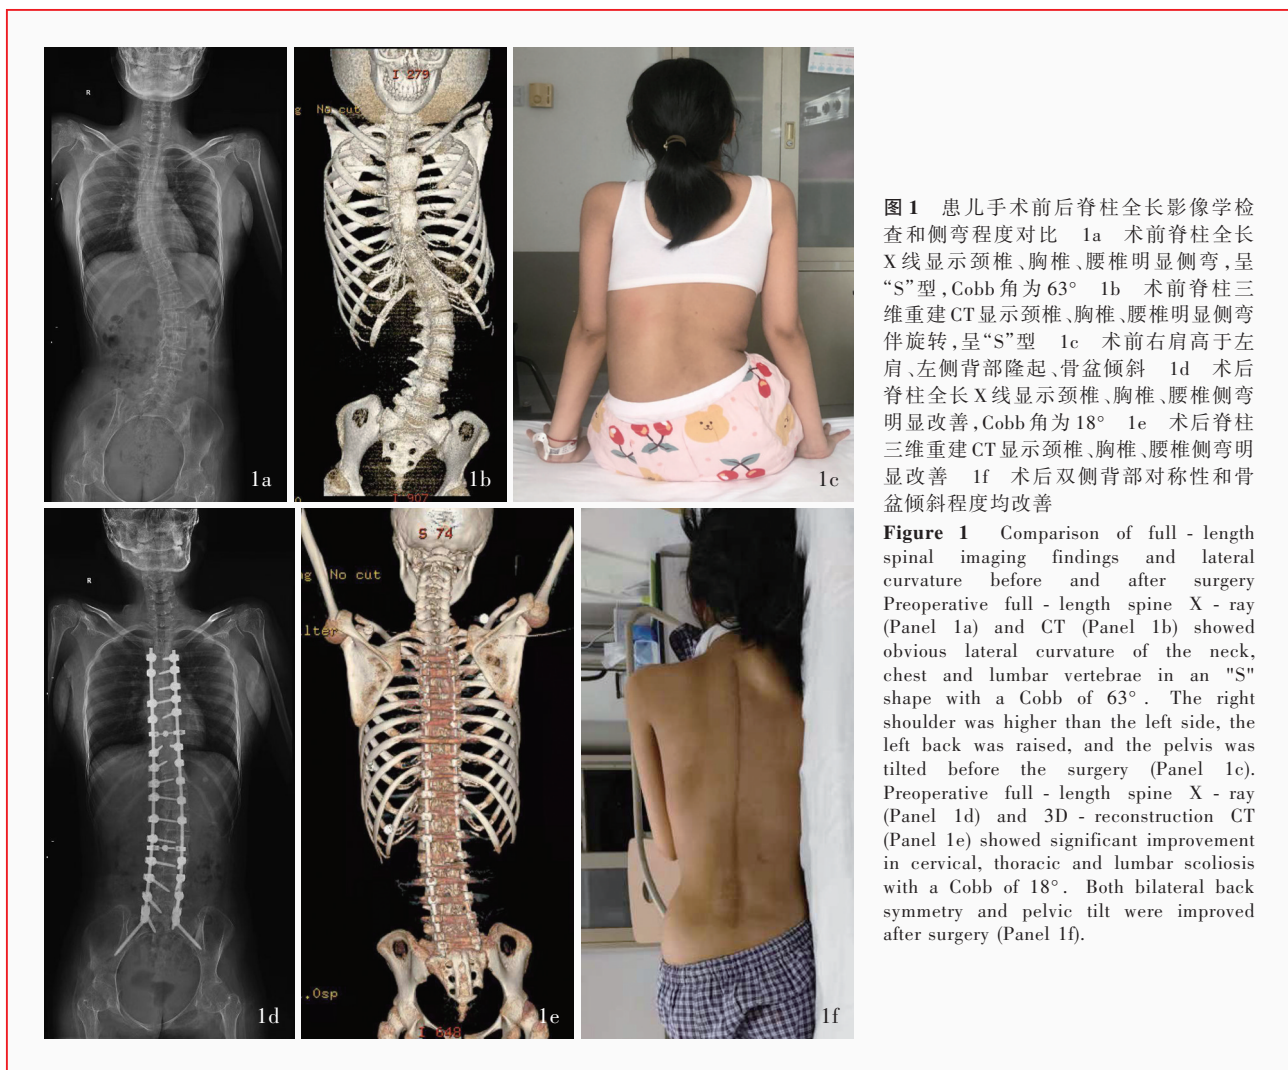 R
I 279
g No cut
I 907
1a
1b
1c
R
S 74
ng No cut
ilter
.Osp
I 648
1d
1e
1f
图1 患儿手术前后脊柱全长影像学检
查和侧弯程度对比 1a 术前脊柱全长
X线显示颈椎、胸椎、腰椎明显侧弯,呈
“S”型,Cobb角为63° 1b 术前脊柱三
维重建CT显示颈椎、胸椎、腰椎明显侧弯
伴旋转,呈“S”型 1c 术前右肩高于左
肩、左侧背部隆起、骨盆倾斜 1d 术后
脊柱全长X线显示颈椎、胸椎、腰椎侧弯
明显改善,Cobb角为18° 1e 术后脊柱
三维重建CT显示颈椎、胸椎、腰椎侧弯明
显改善 1f 术后双侧背部对称性和骨
盆倾斜程度均改善
Figure 1 Comparison of full - length
spinal imaging findings and lateral
curvature before and after surgery
Preoperative full - length spine X - ray
(Panel 1a) and CT (Panel 1b) showed
obvious lateral curvature of the neck,
chest and lumbar vertebrae in an "S"
shape with a Cobb of 63°. The right
shoulder was higher than the left side, the
left back was raised, and the pelvis was
tilted before the surgery (Panel 1c).
Preoperative full - length spine X - ray
(Panel 1d) and 3D - reconstruction CT
(Panel 1e) showed significant improvement
in cervical, thoracic and lumbar scoliosis
with a Cobb of 18°. Both bilateral back
symmetry and pelvic tilt were improved
after surgery (Panel 1f).